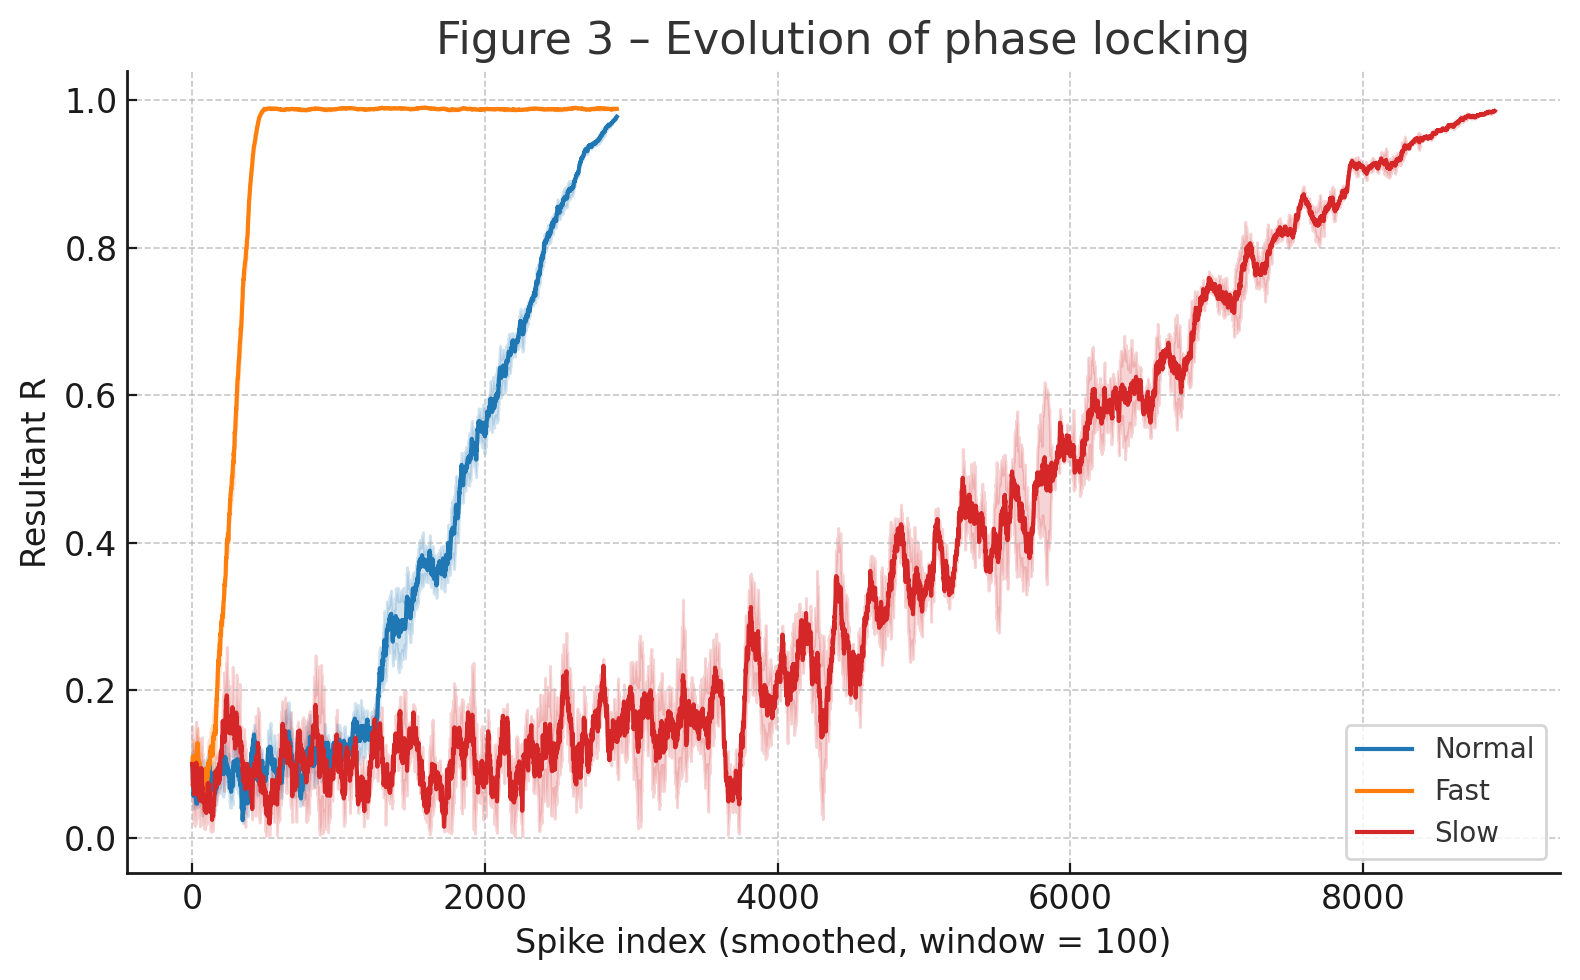 Figure 3 – Evolution of phase locking
Resultant R
1.0
0.8
0.6
0.4
0.2
0.0
0
2000
4000
6000
8000
Spike index (smoothed, window = 100)
Normal
Fast
Slow